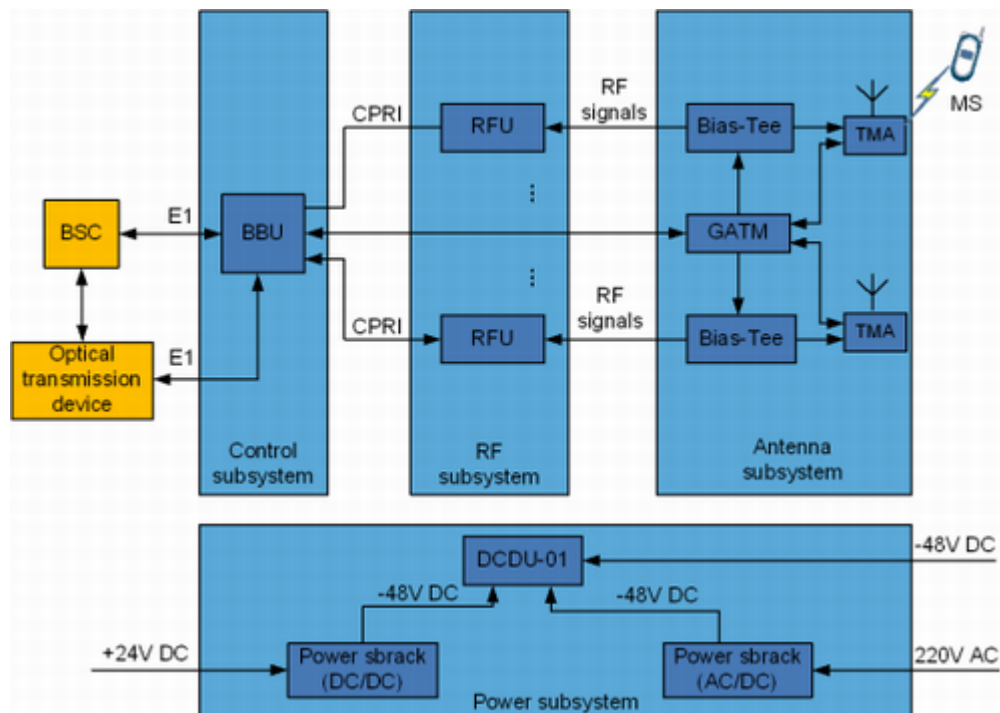 MS
CPRI
RFU
RF
signals
Bias-Tee
TMA
BSC
E1
BBU
GATM
CPRI
RFU
RF
signals
Bias-Tee
TMA
Optical
transmission
device
E1
Control
subsystem
RF
subsystem
Antenna
subsystem
DCDU-01
-48V DC
-48V DC
-48V DC
+24V DC
Power sbrack
(DC/DC)
Power sbrack
(AC/DC)
220V AC
Power subsystem